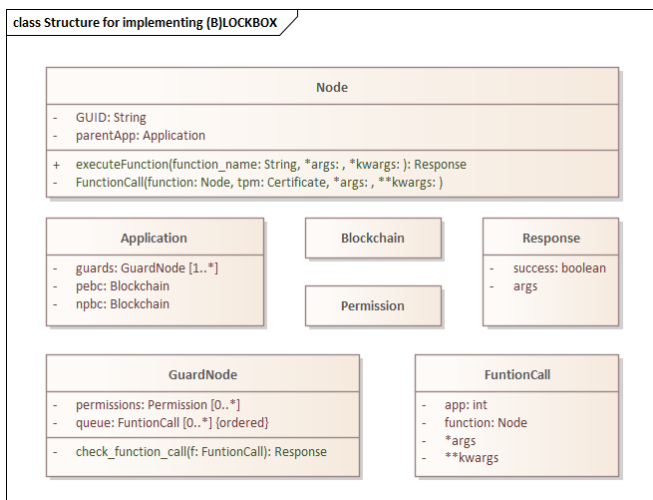 class Structure for implementing (B)LOCKBOX
Node
- GUID: String
- parentApp: Application
+ executeFunction(function_name: String, *args: , *kwargs: ): Response
- FunctionCall(function: Node, tpm: Certificate, *args: , **kwargs: )
Application
- guards: GuardNode [1..*]
- pebc: Blockchain
- npbc: Blockchain
Blockchain
Permission
Response
- success: boolean
- args
GuardNode
- permissions: Permission [0..*]
- queue: FuntionCall [0..*] {ordered}
- check_function_call(f: FuntionCall): Response
FuntionCall
- app: int
- function: Node
- *args
- **kwargs